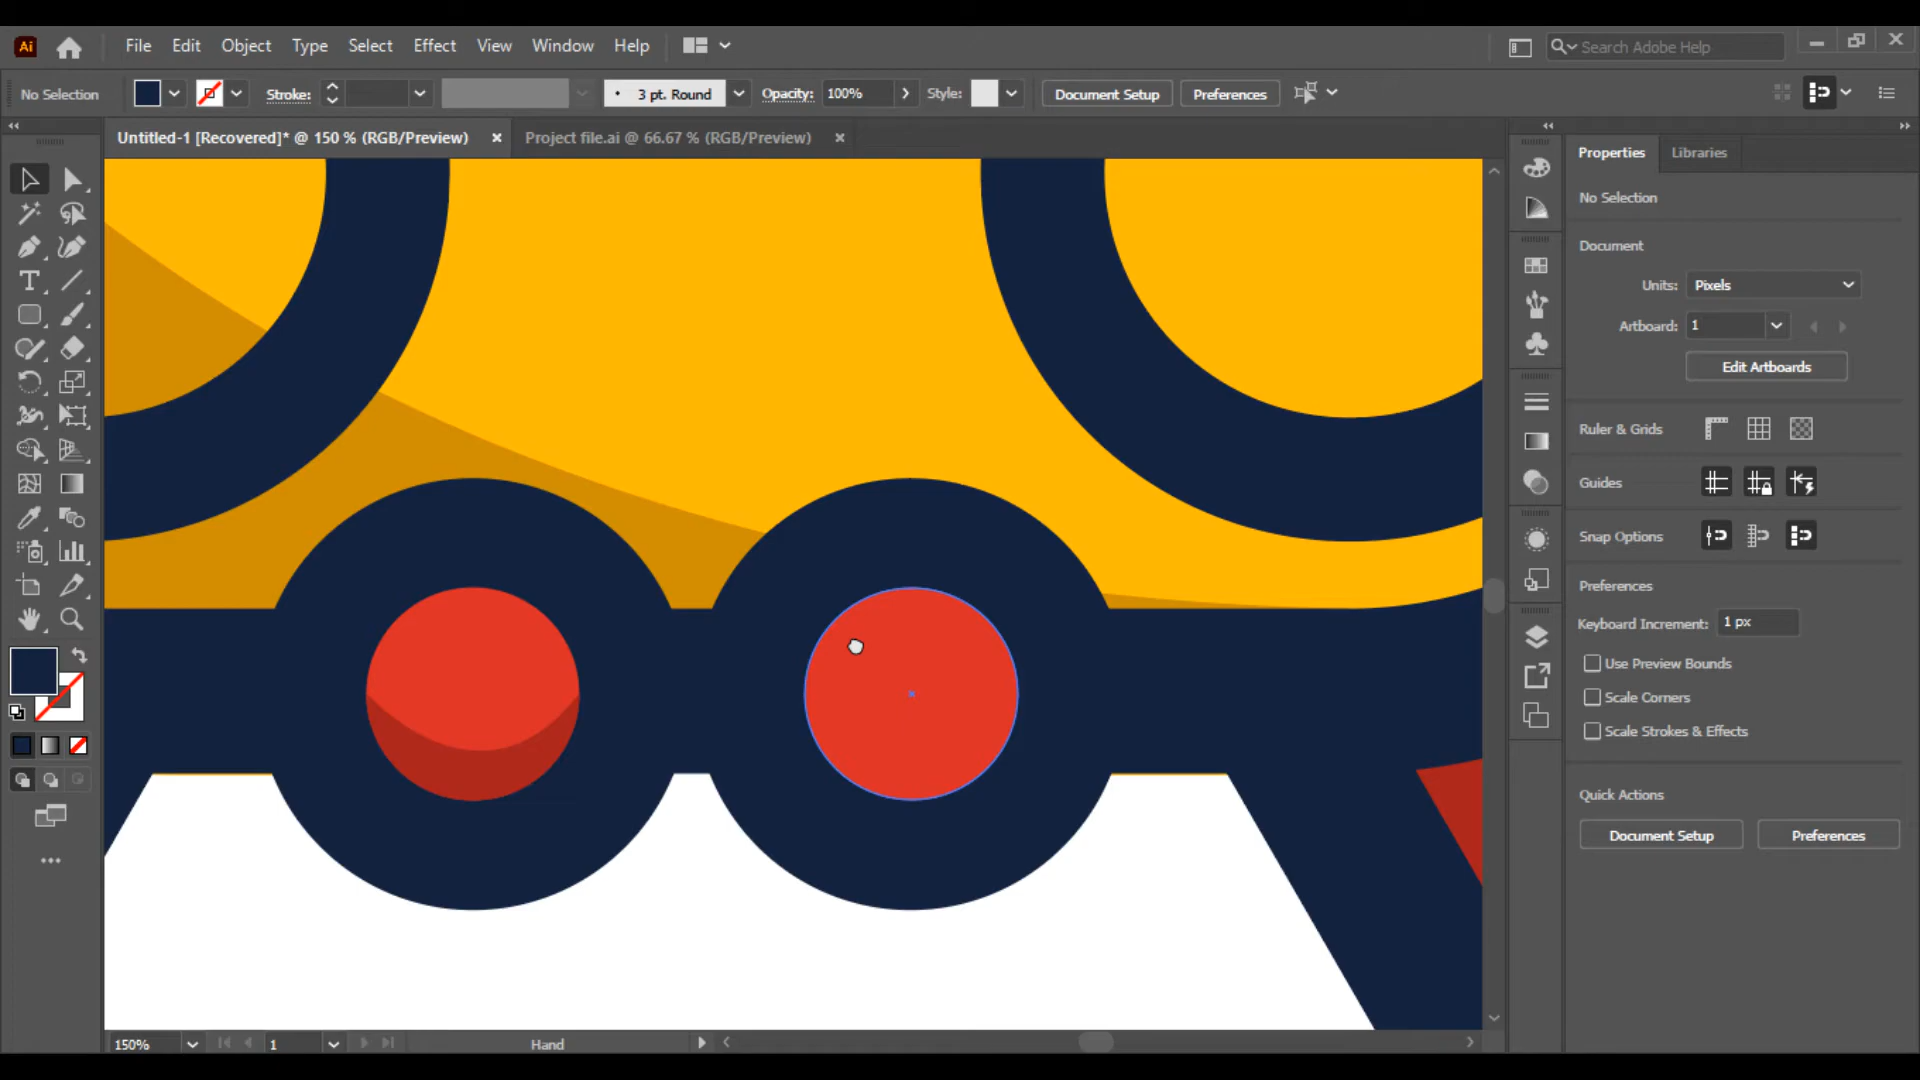 Ai File Edit Object Type Select Effect View Window Help Search Adobe Help
No Selection Stroke: 3 pt. Round Opacity: 100% Style: Document Setup Preferences
Untitled-1 [Recovered]* @ 150 % (RGB/Preview) Project file.ai @ 66.67 % (RGB/Preview)
Properties Libraries
No Selection
Document
Units: Pixels
Artboard: 1
Edit Artboards
Ruler & Grids
Guides
Snap Options
Preferences
Keyboard Increment: 1 px
Use Preview Bounds
Scale Corners
Scale Strokes & Effects
Quick Actions
Document Setup Preferences
150% 1 Hand